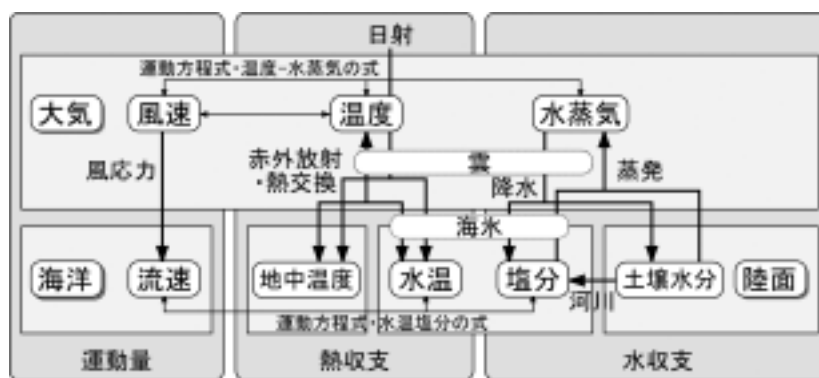 日射
運動方程式・温度-水蒸気の式
大気
風速
温度
水蒸気
風応力
赤外放射
・熱交換
雲
降水
蒸発
海氷
海洋
流速
地中温度
水温
塩分
土壌水分
陸面
河川
運動方程式・水温塩分の式
運動量
熱収支
水収支